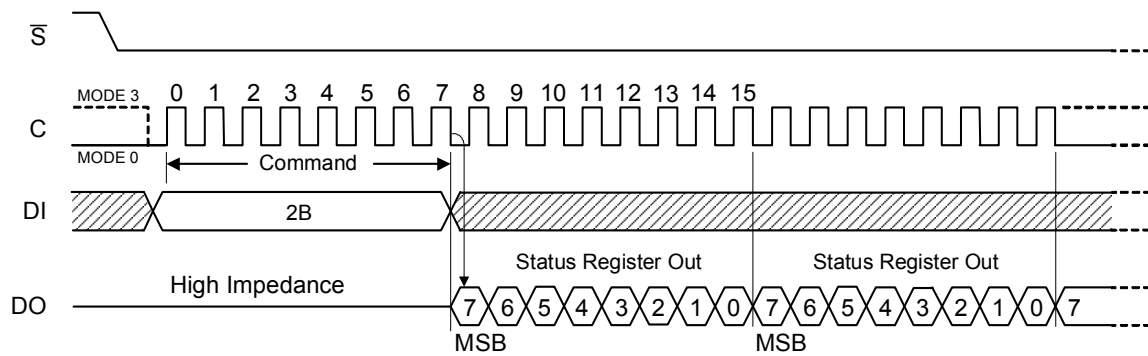 S
MODE 3
0 1 2 3 4 5 6 7 8 9 10 11 12 13 14 15
C
MODE 0
Command
DI
2B
High Impedance
Status Register Out Status Register Out
DO
7 6 5 4 3 2 1 0 7 6 5 4 3 2 1 0 7
MSB MSB